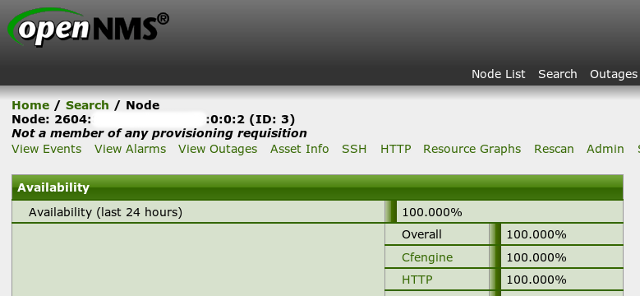 openNMS®
Node List Search Outages
Home / Search / Node
Node: 2604: :0:0:2 (ID: 3)
Not a member of any provisioning requisition
View Events View Alarms View Outages Asset Info SSH HTTP Resource Graphs Rescan Admin
Availability
Availability (last 24 hours) 100.000%
Overall 100.000%
Cfengine 100.000%
HTTP 100.000%